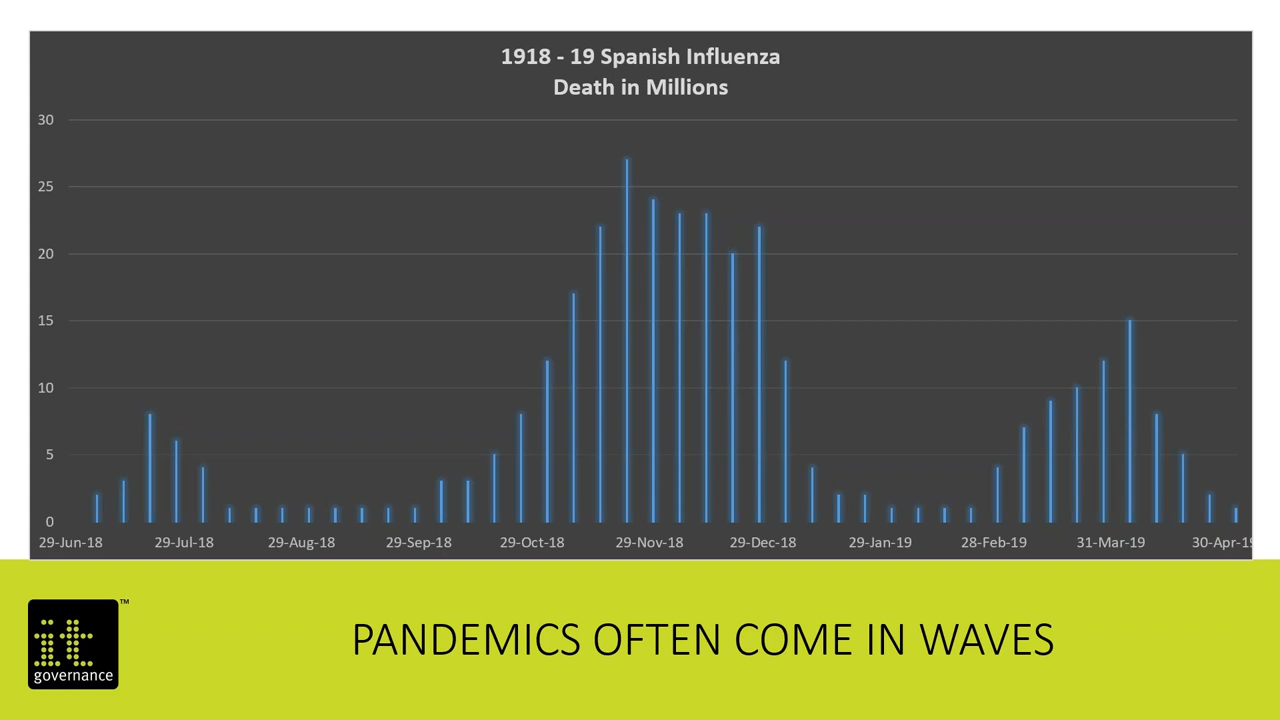 1918 - 19 Spanish Influenza
Death in Millions
30
25
20
15
10
5
0
29-Jun-18 29-Jul-18 29-Aug-18 29-Sep-18 29-Oct-18 29-Nov-18 29-Dec-18 29-Jan-19 28-Feb-19 31-Mar-19 30-Apr-19
it ™
governance
PANDEMICS OFTEN COME IN WAVES